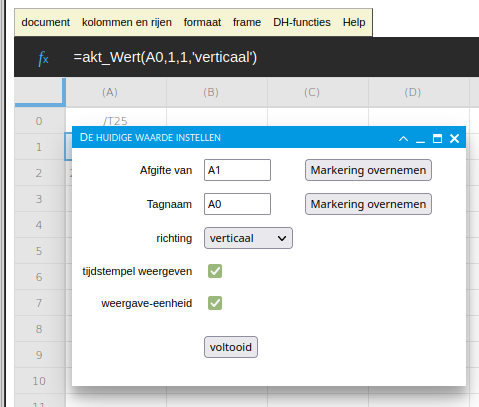 document kolommen en rijen formaat frame DH-functies Help
fx =akt_Wert(A0,1,1,'verticaal')
(A) (B) (C) (D)
0 /T25
De huidige waarde instellen
1
Afgifte van A1 Markering overnemen
2
3
Tagnaam A0 Markering overnemen
4
richting verticaal
5
tijdstempel weergeven
6
weergave-eenheid
7
8
voltooid
9
10
11